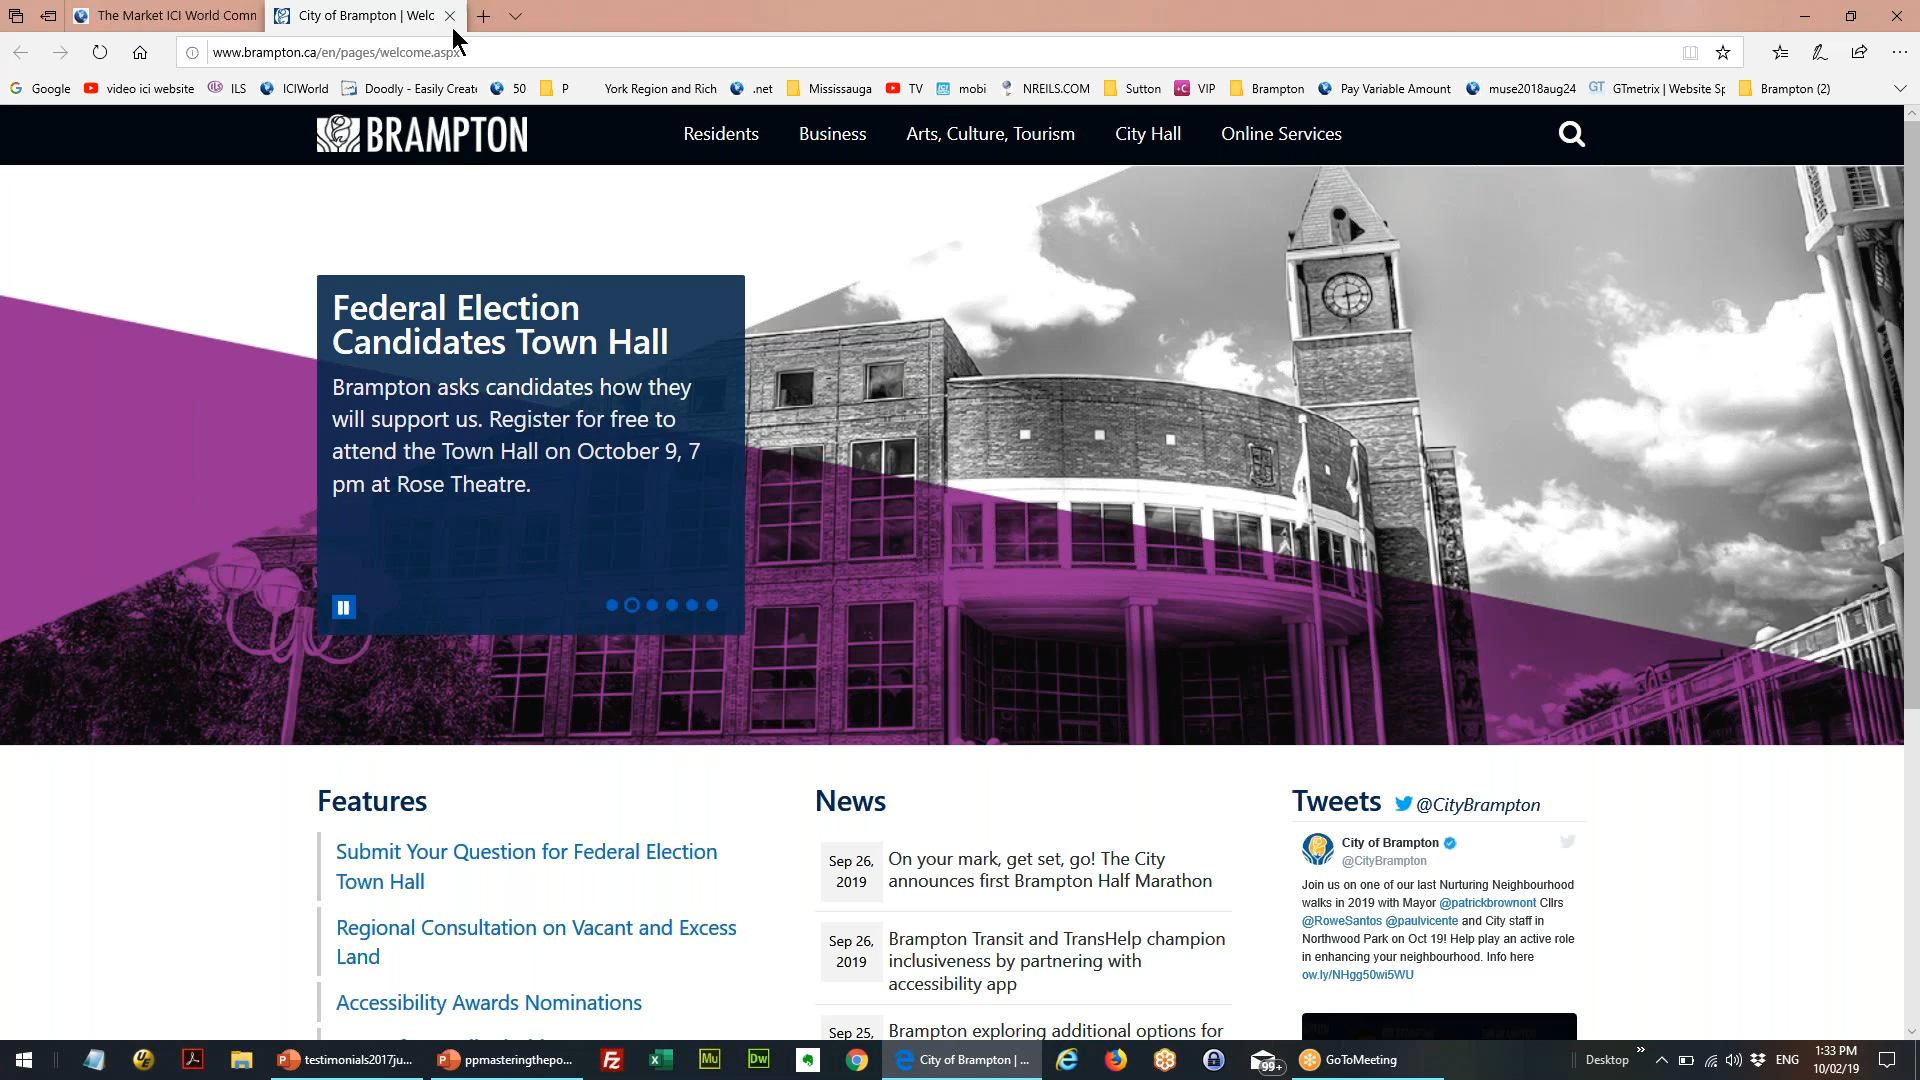 The Market ICI World Comm
City of Brampton | Welc
www.brampton.ca/en/pages/welcome.aspx
Google
video ici website
ILS
ICIWorld
Doodly - Easily Create
50
P
York Region and Rich
.net
Mississauga
TV
mobi
NREILS.COM
Sutton
VIP
Brampton
Pay Variable Amount
muse2018aug24
GTmetrix | Website Sp
Brampton (2)
BRAMPTON
Residents
Business
Arts, Culture, Tourism
City Hall
Online Services
Federal Election
Candidates Town Hall
Brampton asks candidates how they
will support us. Register for free to
attend the Town Hall on October 9, 7
pm at Rose Theatre.
Features
Submit Your Question for Federal Election
Town Hall
Regional Consultation on Vacant and Excess
Land
Accessibility Awards Nominations
News
Sep 26,
2019
On your mark, get set, go! The City
announces first Brampton Half Marathon
Sep 26,
2019
Brampton Transit and TransHelp champion
inclusiveness by partnering with
accessibility app
Sep 25,
Brampton exploring additional options for
Tweets @CityBrampton
City of Brampton
@CityBrampton
Join us on one of our last Nurturing Neighbourhood
walks in 2019 with Mayor @patrickbrownont Cllrs
@RoweSantos @paulvicente and City staff in
Northwood Park on Oct 19! Help play an active role
in enhancing your neighbourhood. Info here
ow.ly/NHgg50wi5WU
testimonials2017ju...
ppmasteringthepo...
City of Brampton | ...
99+
GoToMeeting
Desktop
ENG
1:33 PM
10/02/19